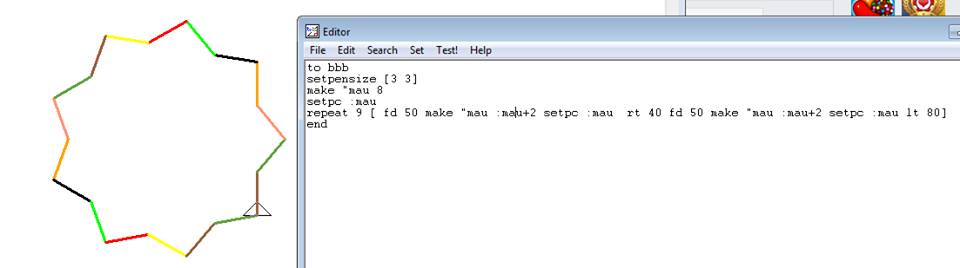 Editor
File Edit Search Set Test! Help
to bbb
setpensize [3 3]
make "mau 8
setpc :mau
repeat 9 [ fd 50 make "mau :mau+2 setpc :mau  rt 40 fd 50 make "mau :mau+2 setpc :mau lt 80]
end